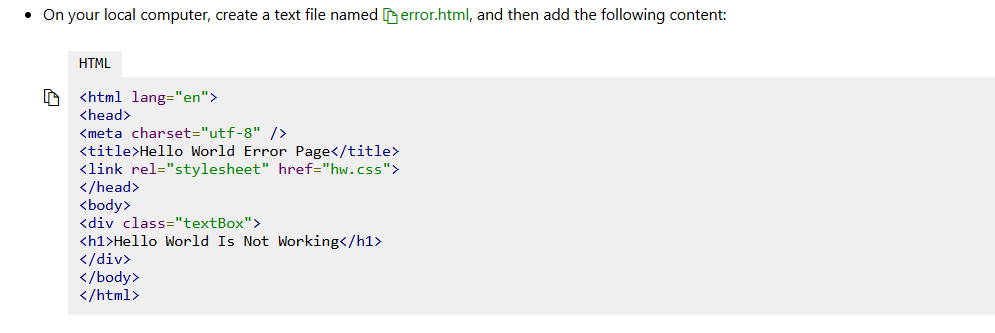 On your local computer, create a text file named error.html, and then add the following content:
HTML
<html lang="en">
<head>
<meta charset="utf-8" />
<title>Hello World Error Page</title>
<link rel="stylesheet" href="hw.css">
</head>
<body>
<div class="textBox">
<h1>Hello World Is Not Working</h1>
</div>
</body>
</html>